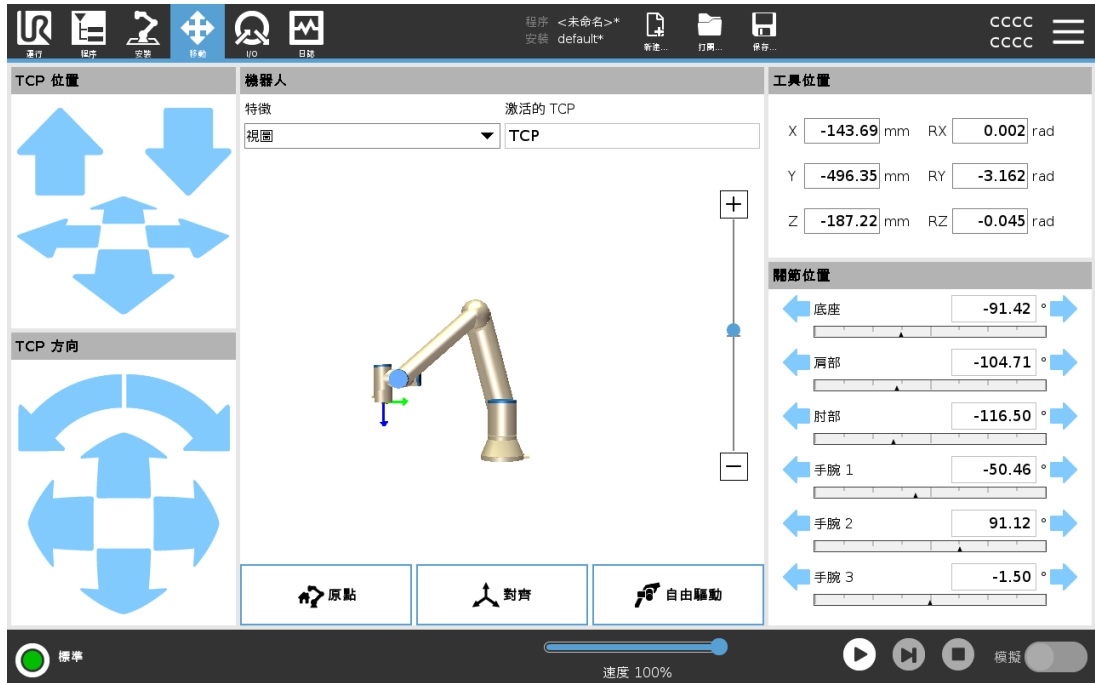 程序 <未命名>*
安裝 default*
UR
運行
程序
安裝
移動
I/O
日誌
新建...
打開...
保存...
CCCC
CCCC
TCP 位置
機器人
特徵
激活的 TCP
視圖
TCP
工具位置
X -143.69 mm RX 0.002 rad
Y -496.35 mm RY -3.162 rad
Z -187.22 mm RZ -0.045 rad
關節位置
底座 -91.42 °
肩部 -104.71 °
肘部 -116.50 °
手腕 1 -50.46 °
手腕 2 91.12 °
手腕 3 -1.50 °
TCP 方向
原點
對齊
自由驅動
標準
速度 100%
模擬